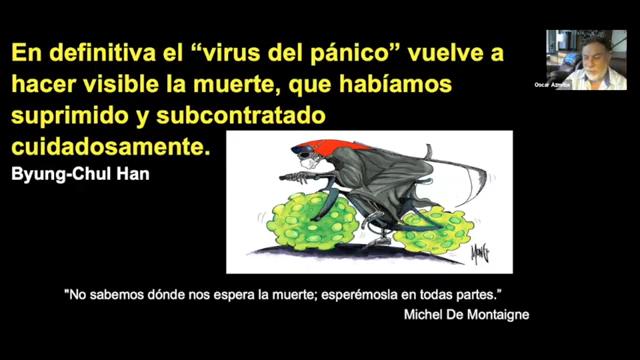 En definitiva el “virus del pánico” vuelve a
hacer visible la muerte, que habíamos
suprimido y subcontratado
cuidadosamente.
Byung-Chul Han
"No sabemos dónde nos espera la muerte; esperémosla en todas partes.”
Michel De Montaigne
Oscar